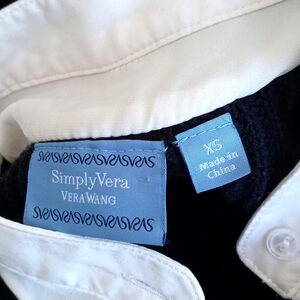 SimplyVera
VERA WANG
XS
Made in
China